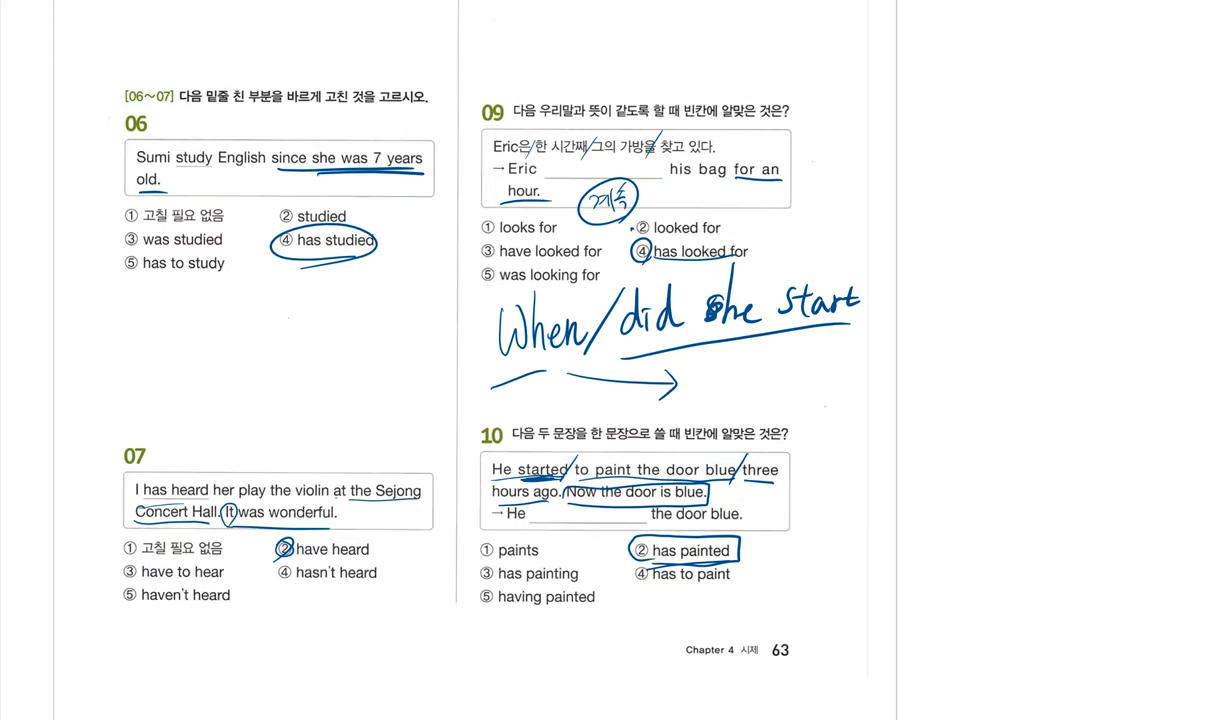 [06~07] 다음 밑줄 친 부분을 바르게 고친 것을 고르시오.
06
Sumi study English since she was 7 years
old.
① 고칠 필요 없음 ② studied
③ was studied ④ has studied
⑤ has to study
07
I has heard her play the violin at the Sejong
Concert Hall. It was wonderful.
① 고칠 필요 없음 ② have heard
③ have to hear ④ hasn't heard
⑤ haven't heard
09 다음 우리말과 뜻이 같도록 할 때 빈칸에 알맞은 것은?
Eric은 한 시간째 그의 가방을 찾고 있다.
→ Eric ____________ his bag for an
hour.
계속
① looks for ② looked for
③ have looked for ④ has looked for
⑤ was looking for
When / did she start
10 다음 두 문장을 한 문장으로 쓸 때 빈칸에 알맞은 것은?
He started to paint the door blue three
hours ago. Now the door is blue.
→ He ____________ the door blue.
① paints ② has painted
③ has painting ④ has to paint
⑤ having painted
Chapter 4 시제 63